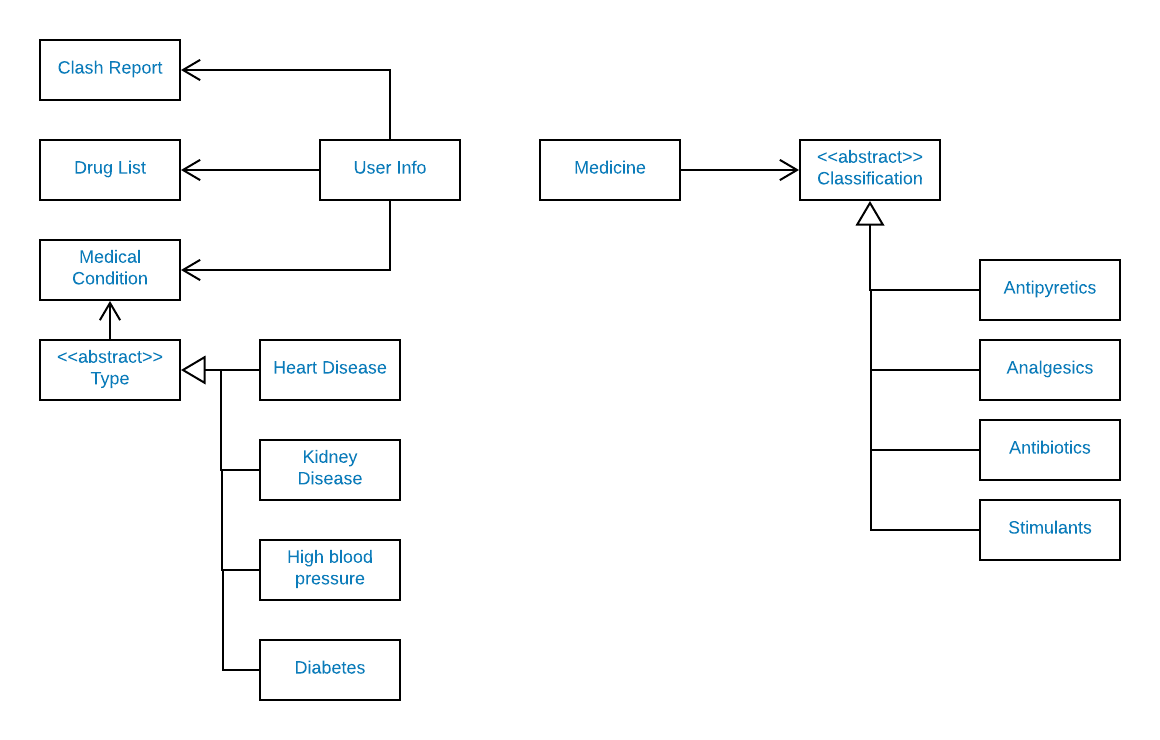 Clash Report
Drug List
User Info
Medicine
<<abstract>>
Classification
Medical
Condition
Antipyretics
<<abstract>>
Type
Heart Disease
Analgesics
Kidney
Disease
Antibiotics
Stimulants
High blood
pressure
Diabetes